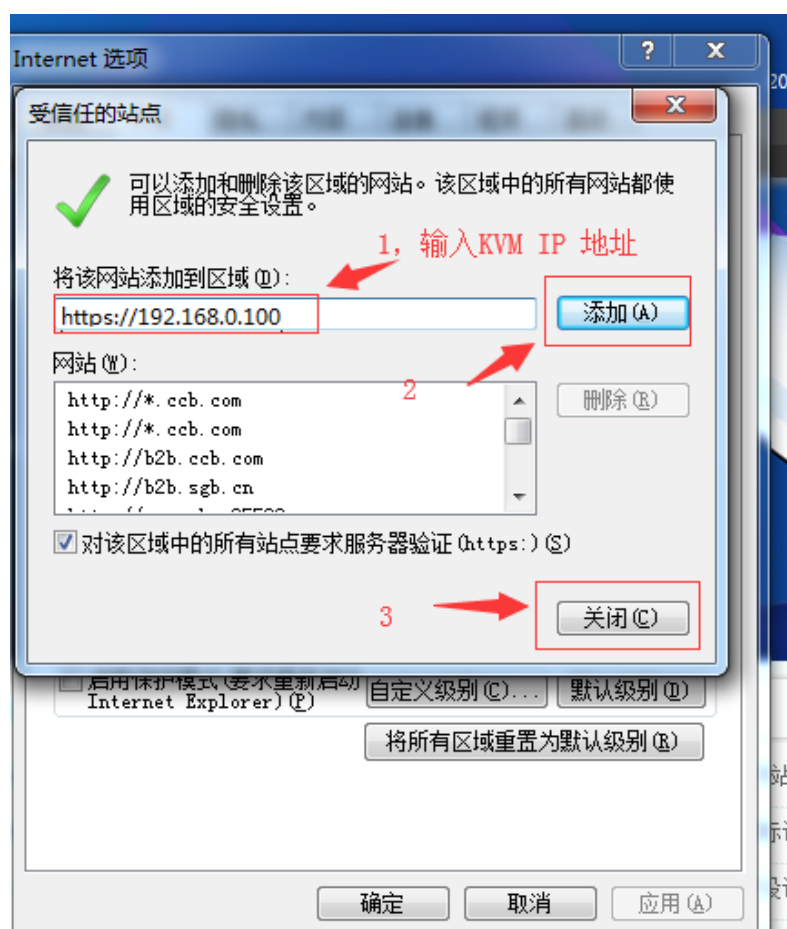 Internet 选项
20
受信任的站点
可以添加和删除该区域的网站。该区域中的所有网站都使
用区域的安全设置。
1, 输入KVM IP 地址
将该网站添加到区域(D):
https://192.168.0.100
添加(A)
网站(W):
2
http://*.ccb.com
删除(R)
http://*.ccb.com
http://b2b.ccb.com
http://b2b.sgb.cn
对该区域中的所有站点要求服务器验证(https:)(S)
3
关闭(C)
启用保护模式(要求重新启动
Internet Explorer)(P)
自定义级别(C)...
默认级别(D)
将所有区域重置为默认级别(R)
确定
取消
应用(A)